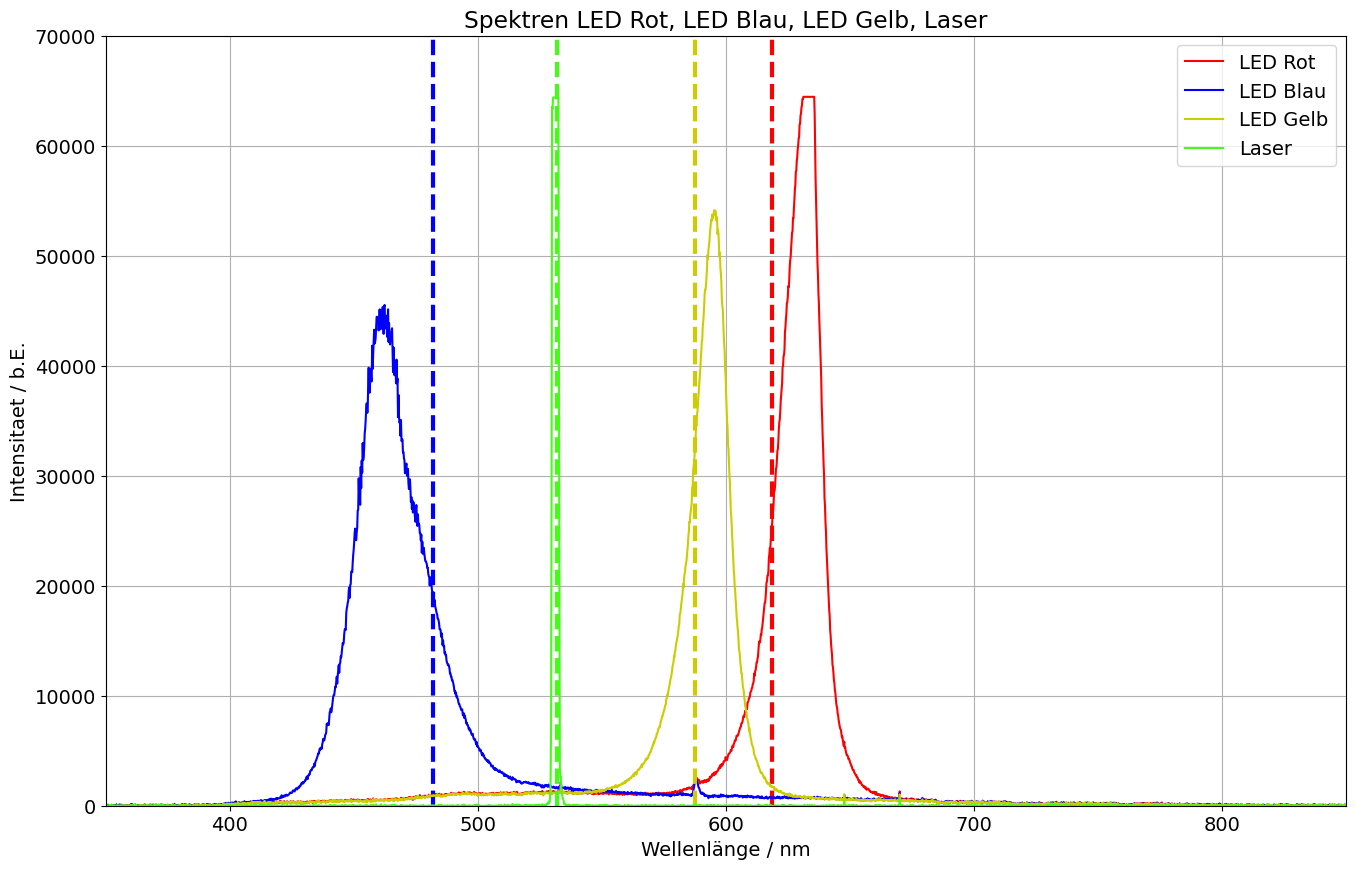 Spektren LED Rot, LED Blau, LED Gelb, Laser
70000
60000
50000
40000
30000
20000
10000
0
Intensitaet / b.E.
LED Rot
LED Blau
LED Gelb
Laser
400 500 600 700 800
Wellenlänge / nm